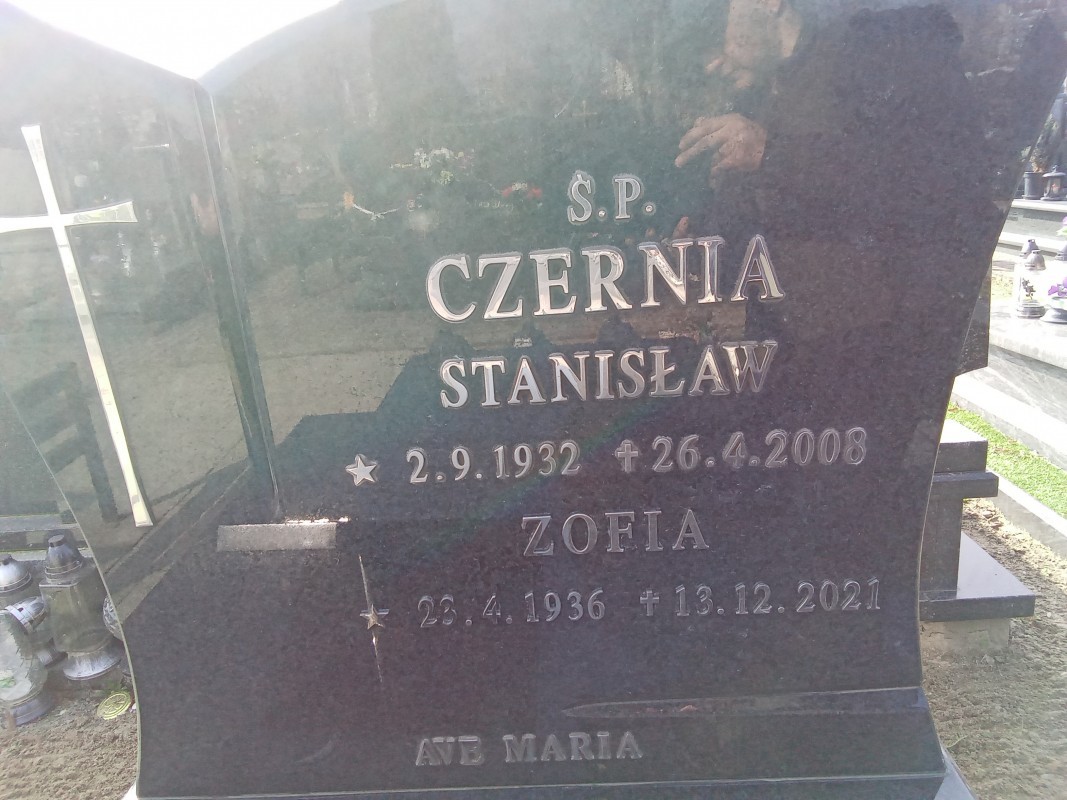 Ś.P.
CZERNIA
STANISŁAW
★ 2.9.1932 ✝ 26.4.2008
ZOFIA
★ 23.4.1936 ✝ 13.12.2021
AVE MARIA